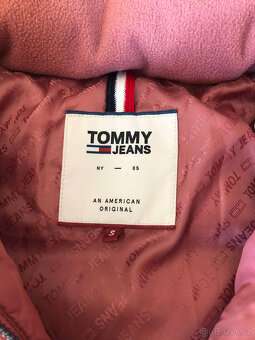 TOMMY
JEANS
NY — 85
AN AMERICAN
ORIGINAL
S